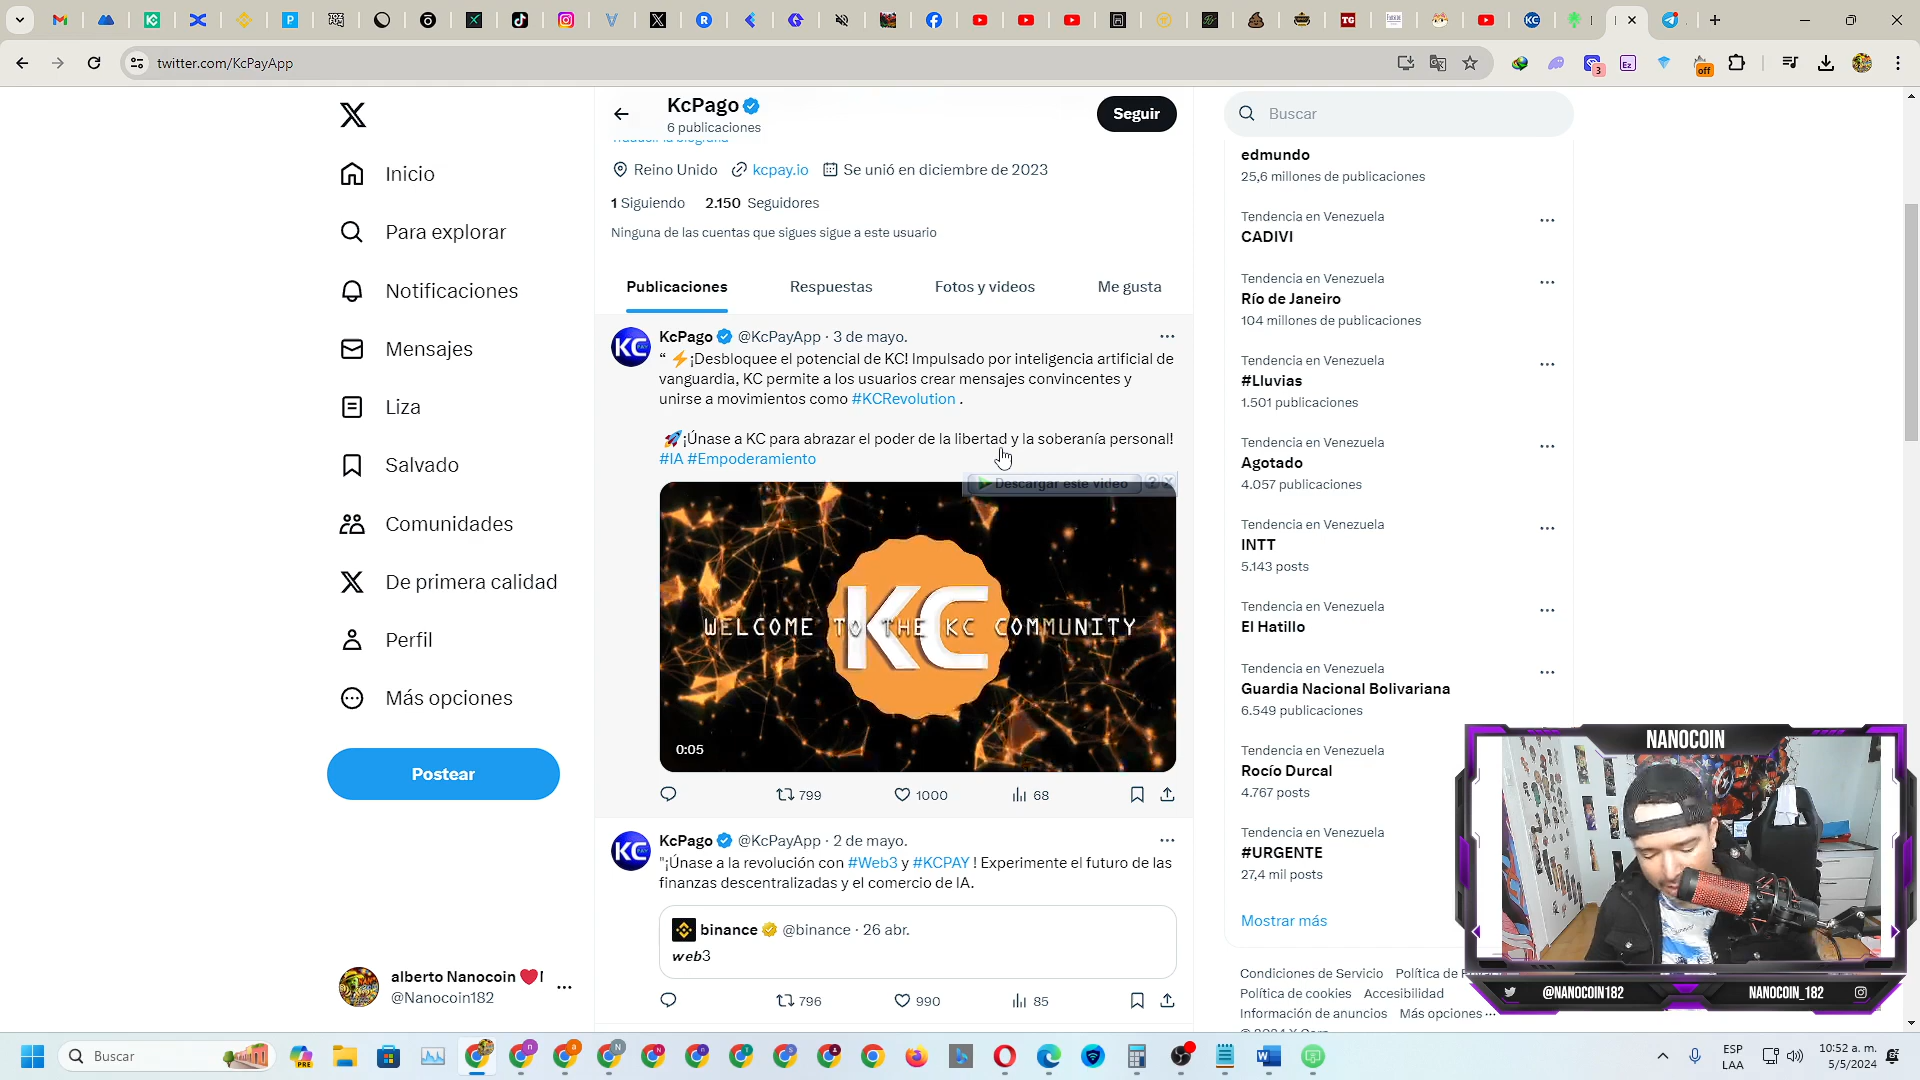 twitter.com/KcPayApp
3
Ez
off
KcPago
6 publicaciones
Seguir
Buscar
Reino Unido
kcpay.io
Se unió en diciembre de 2023
1 Siguiendo
2.150 Seguidores
Ninguna de las cuentas que sigues sigue a este usuario
Publicaciones
Respuestas
Fotos y videos
Me gusta
Inicio
Para explorar
Notificaciones
Mensajes
Liza
Salvado
Comunidades
De primera calidad
Perfil
Más opciones
Postear
alberto Nanocoin
@Nanocoin182
KcPago @KcPayApp · 3 de mayo.
“ ⚡¡Desbloquee el potencial de KC! Impulsado por inteligencia artificial de
vanguardia, KC permite a los usuarios crear mensajes convincentes y
unirse a movimientos como #KCRevolution .
🚀¡Únase a KC para abrazar el poder de la libertad y la soberanía personal!
#IA #Empoderamiento
Descargar este video
KC
WELCOME TO THE KC COMMUNITY
0:05
799
1000
68
KcPago @KcPayApp · 2 de mayo.
"¡Únase a la revolución con #Web3 y #KCPAY ! Experimente el futuro de las
finanzas descentralizadas y el comercio de IA.
binance @binance · 26 abr.
web3
796
990
85
edmundo
25,6 millones de publicaciones
Tendencia en Venezuela
CADIVI
Tendencia en Venezuela
Río de Janeiro
104 millones de publicaciones
Tendencia en Venezuela
#Lluvias
1.501 publicaciones
Tendencia en Venezuela
Agotado
4.057 publicaciones
Tendencia en Venezuela
INTT
5.143 posts
Tendencia en Venezuela
El Hatillo
Tendencia en Venezuela
Guardia Nacional Bolivariana
6.549 publicaciones
Tendencia en Venezuela
Rocío Durcal
4.767 posts
Tendencia en Venezuela
#URGENTE
27,4 mil posts
Mostrar más
Condiciones de Servicio
Política de
Política de cookies
Accesibilidad
Información de anuncios
Más opciones
NANOCOIN
@NANOCOIN182
NANOCOIN_182
Buscar
ESP
LAA
10:52 a. m.
5/5/2024